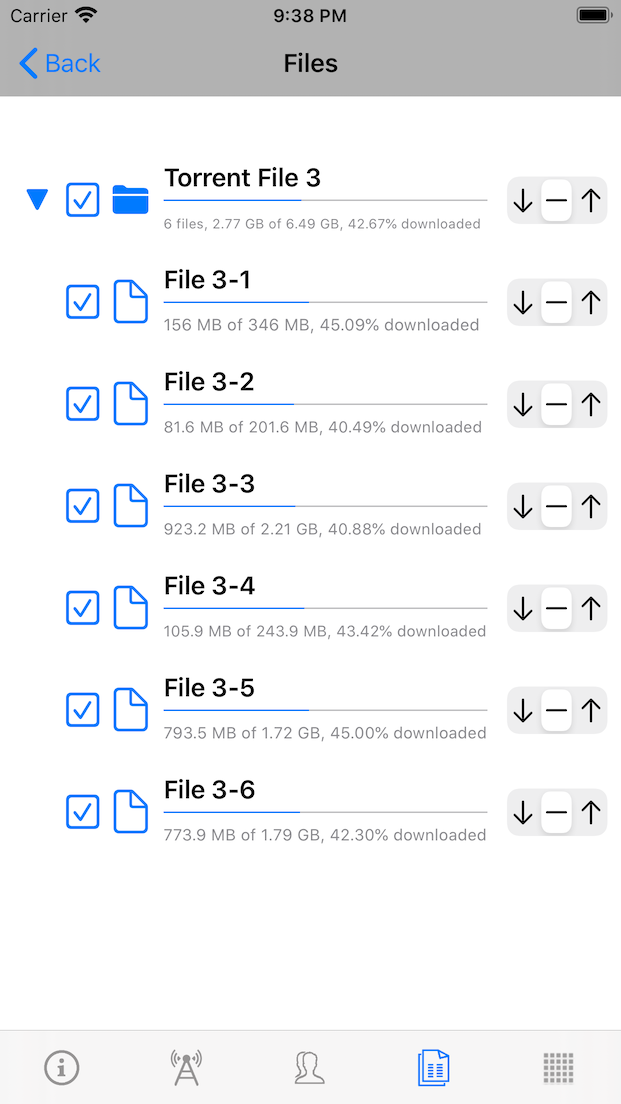 Carrier 9:38 PM
Back Files
Torrent File 3
6 files, 2.77 GB of 6.49 GB, 42.67% downloaded
File 3-1
156 MB of 346 MB, 45.09% downloaded
File 3-2
81.6 MB of 201.6 MB, 40.49% downloaded
File 3-3
923.2 MB of 2.21 GB, 40.88% downloaded
File 3-4
105.9 MB of 243.9 MB, 43.42% downloaded
File 3-5
793.5 MB of 1.72 GB, 45.00% downloaded
File 3-6
773.9 MB of 1.79 GB, 42.30% downloaded